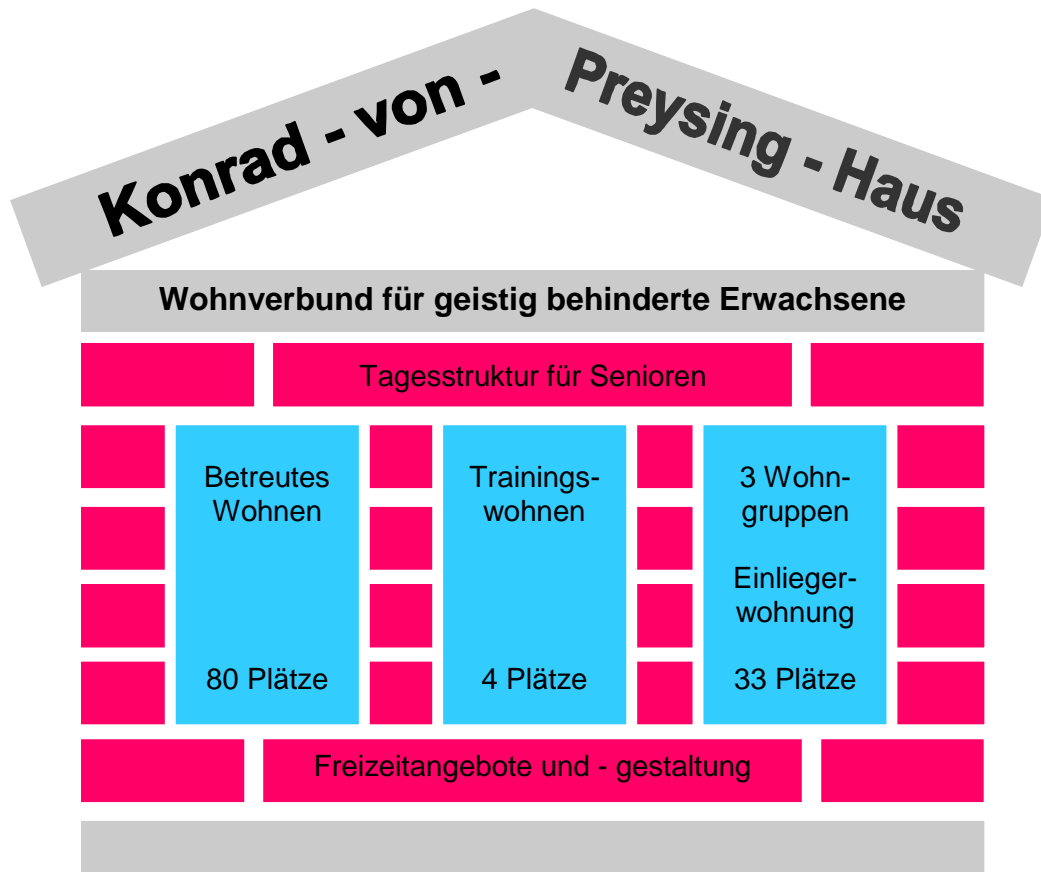 Konrad - von -
Preysing - Haus
Wohnverbund für geistig behinderte Erwachsene
Tagesstruktur für Senioren
Betreutes
Wohnen
80 Plätze
Trainings-
wohnen
4 Plätze
3 Wohn-
gruppen
Einlieger-
wohnung
33 Plätze
Freizeitangebote und - gestaltung